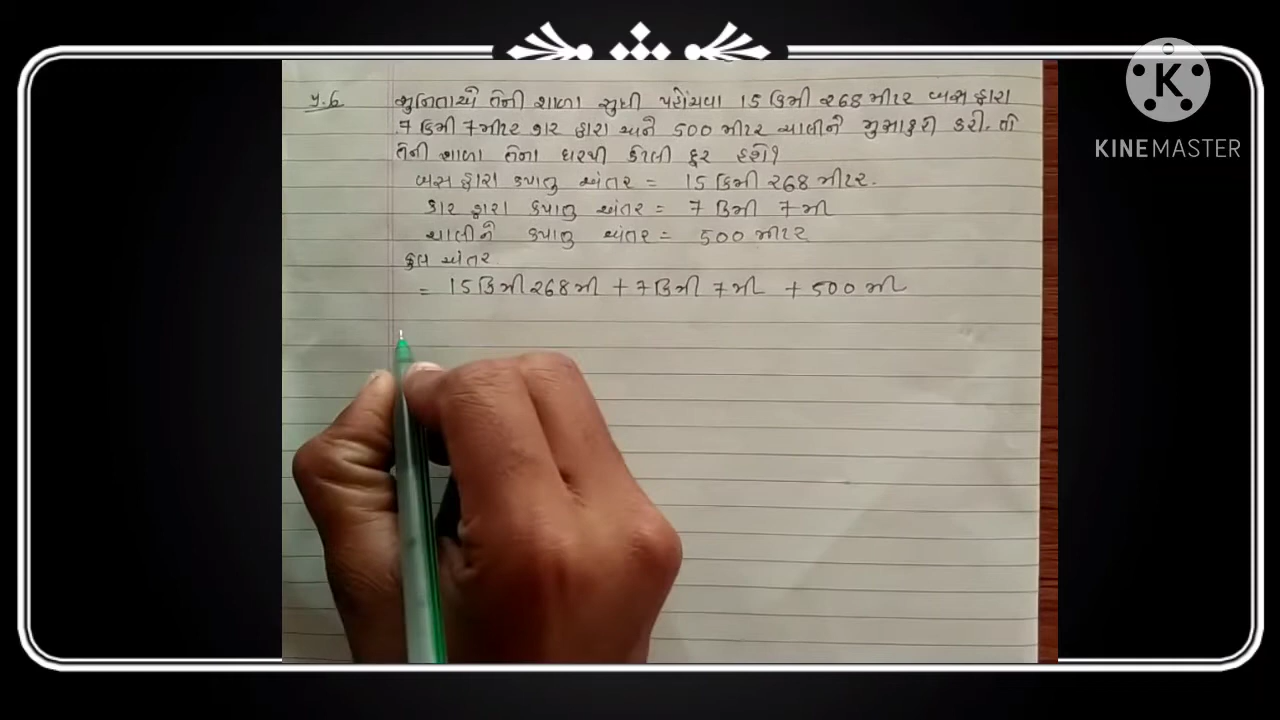 પ્ર.6 સુનિતાએ તેની શાળા સુધી પહોંચવા 15 કિમી 268 મીટર બસ દ્વારા
7 કિમી 7 મીટર કાર દ્વારા અને 500 મીટર ચાલીને મુસાફરી કરી. તો
તેની શાળા તેના ઘરથી કેટલી દુર હશે?
બસ દ્વારા કપાતુ અંતર = 15 કિમી 268 મીટર.
કાર દ્વારા કપાતુ અંતર = 7 કિમી 7 મી
ચાલીને કપાતુ અંતર = 500 મીટર
કુલ અંતર
= 15 કિમી 268 મી + 7 કિમી 7 મી + 500 મી
K
KINEMASTER